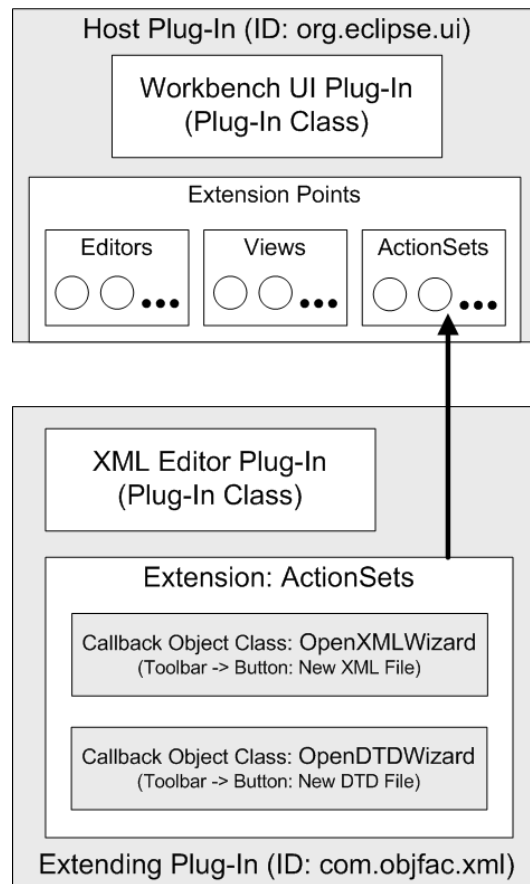 Host Plug-In (ID: org.eclipse.ui)
Workbench UI Plug-In
(Plug-In Class)
Extension Points
Editors
Views
ActionSets
XML Editor Plug-In
(Plug-In Class)
Extension: ActionSets
Callback Object Class: OpenXMLWizard
(Toolbar -> Button: New XML File)
Callback Object Class: OpenDTDWizard
(Toolbar -> Button: New DTD File)
Extending Plug-In (ID: com.objfac.xml)